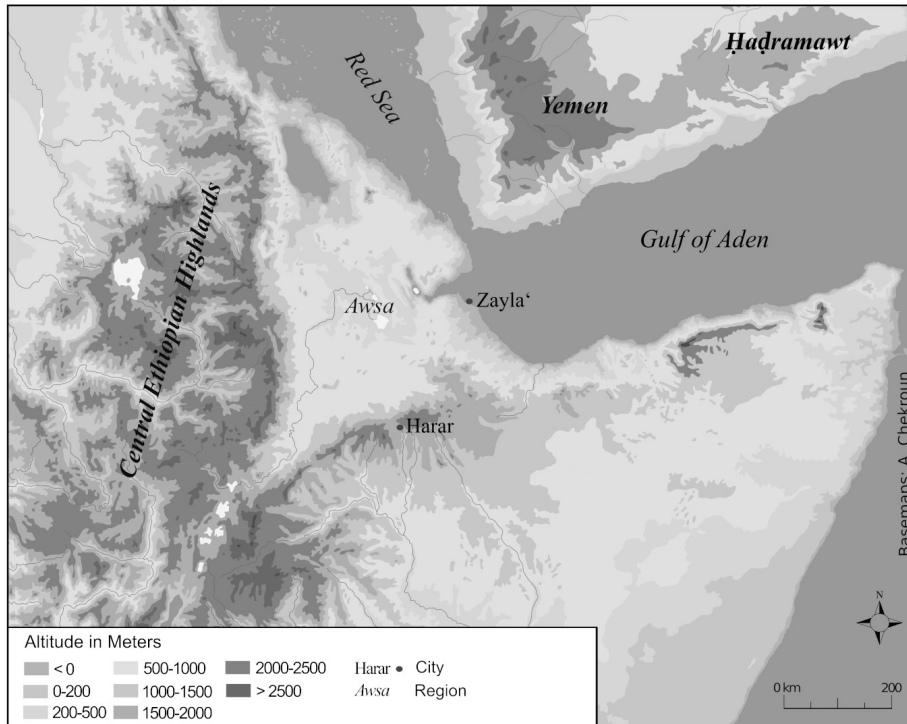 Ḥaḍramawt
Red Sea
Yemen
Central Ethiopian Highlands
Gulf of Aden
Awsa
Zayla‘
Harar
Basemaps: A. Chekroun
N
Altitude in Meters
< 0
0-200
200-500
500-1000
1000-1500
1500-2000
2000-2500
> 2500
Harar City
Awsa Region
0 km 200